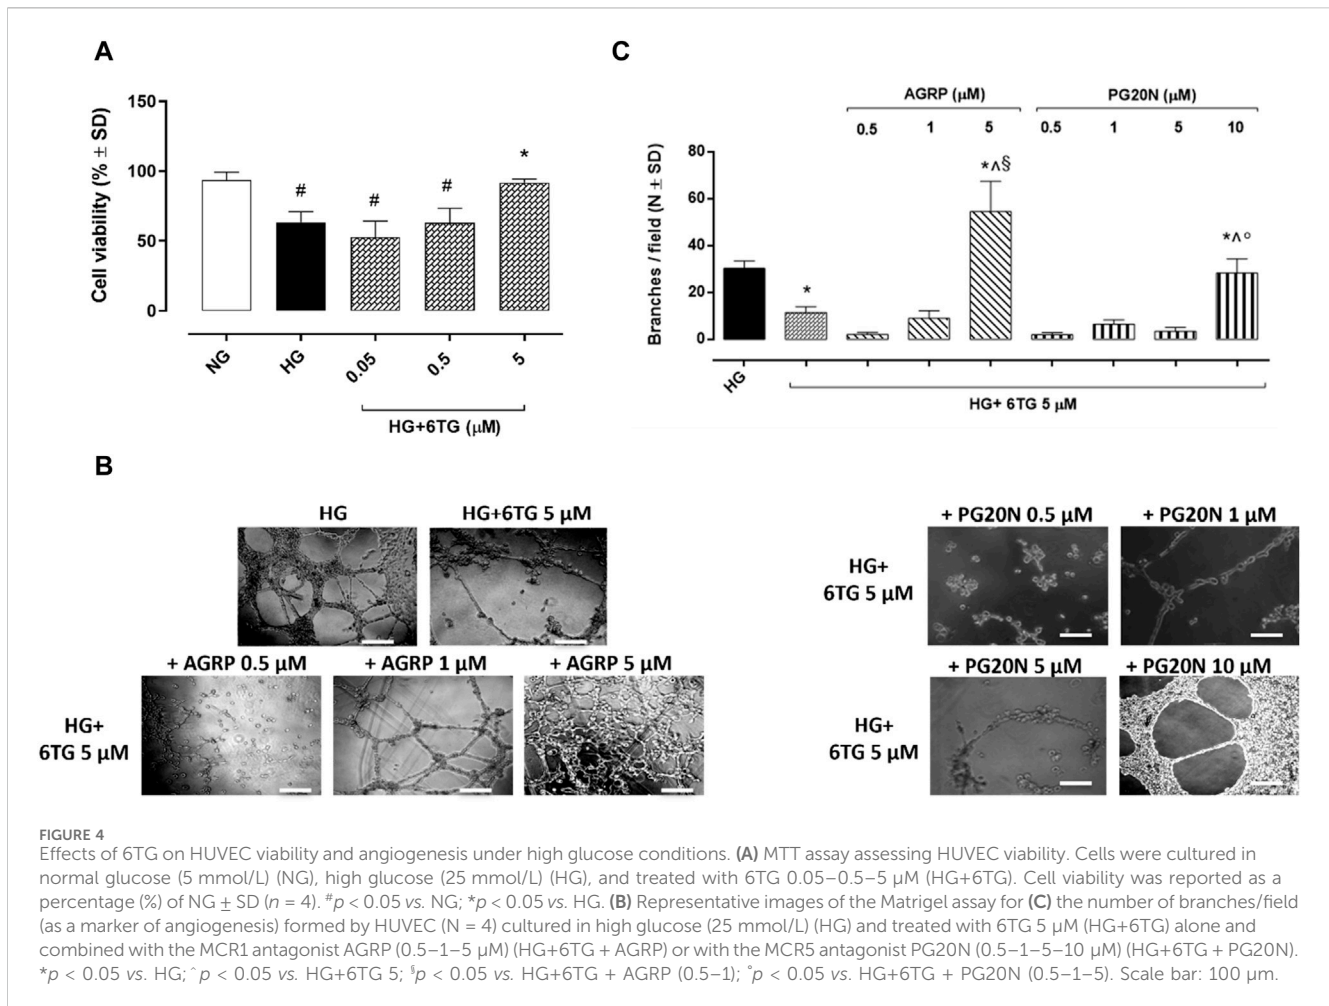 A
Cell viability (% ± SD)
150
100
50
0
#
#
#
*
NG
HG
0.05
0.5
5
HG+6TG (µM)
C
AGRP (µM)
PG20N (µM)
0.5
1
5
0.5
1
5
10
Branches / field (N ± SD)
80
60
40
20
0
*
*^§
*^°
HG
HG+ 6TG 5 µM
B
HG
HG+6TG 5 µM
+ AGRP 0.5 µM
+ AGRP 1 µM
+ AGRP 5 µM
HG+
6TG 5 µM
+ PG20N 0.5 µM
+ PG20N 1 µM
HG+
6TG 5 µM
+ PG20N 5 µM
+ PG20N 10 µM
HG+
6TG 5 µM
FIGURE 4
Effects of 6TG on HUVEC viability and angiogenesis under high glucose conditions. (A) MTT assay assessing HUVEC viability. Cells were cultured in
normal glucose (5 mmol/L) (NG), high glucose (25 mmol/L) (HG), and treated with 6TG 0.05–0.5–5 µM (HG+6TG). Cell viability was reported as a
percentage (%) of NG ± SD (n = 4). #p < 0.05 vs. NG; *p < 0.05 vs. HG. (B) Representative images of the Matrigel assay for (C) the number of branches/field
(as a marker of angiogenesis) formed by HUVEC (N = 4) cultured in high glucose (25 mmol/L) (HG) and treated with 6TG 5 µM (HG+6TG) alone and
combined with the MCR1 antagonist AGRP (0.5–1–5 µM) (HG+6TG + AGRP) or with the MCR5 antagonist PG20N (0.5–1–5–10 µM) (HG+6TG + PG20N).
*p < 0.05 vs. HG; ^p < 0.05 vs. HG+6TG 5; §p < 0.05 vs. HG+6TG + AGRP (0.5–1); °p < 0.05 vs. HG+6TG + PG20N (0.5–1–5). Scale bar: 100 µm.